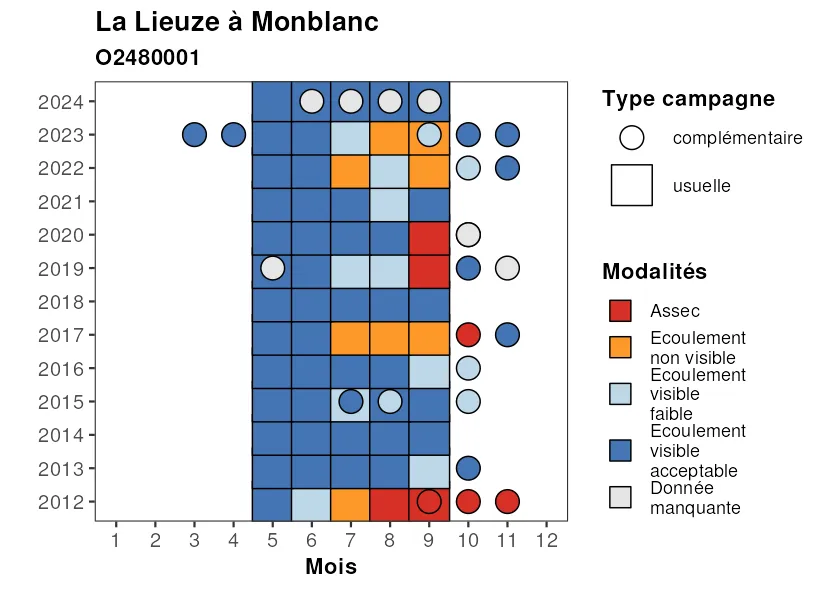 La Lieuze à Monblanc
O2480001
2024
2023
2022
2021
2020
2019
2018
2017
2016
2015
2014
2013
2012
1 2 3 4 5 6 7 8 9 10 11 12
Mois
Type campagne
complémentaire
usuelle
Modalités
Assec
Ecoulement
non visible
Ecoulement
visible
faible
Ecoulement
visible
acceptable
Donnée
manquante